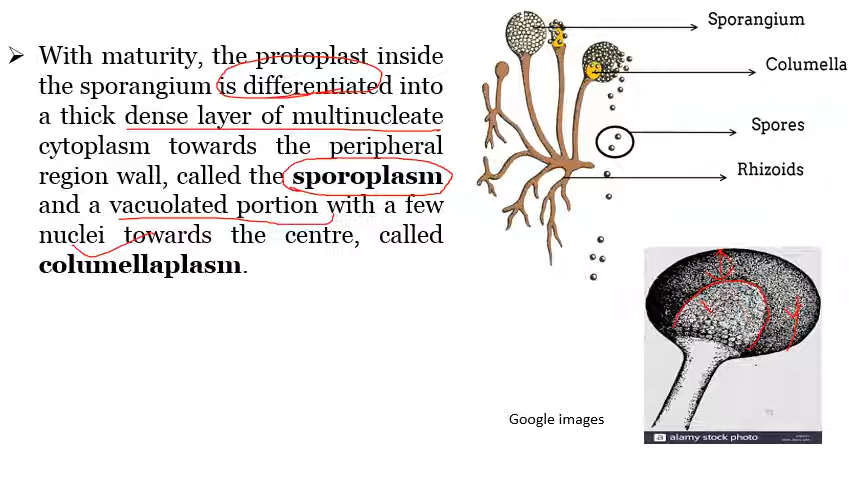 ➢ With maturity, the protoplast inside
the sporangium is differentiated into
a thick dense layer of multinucleate
cytoplasm towards the peripheral
region wall, called the sporoplasm
and a vacuolated portion with a few
nuclei towards the centre, called
columellaplasm.
Sporangium
Columella
Spores
Rhizoids
Google images
a alamy stock photo